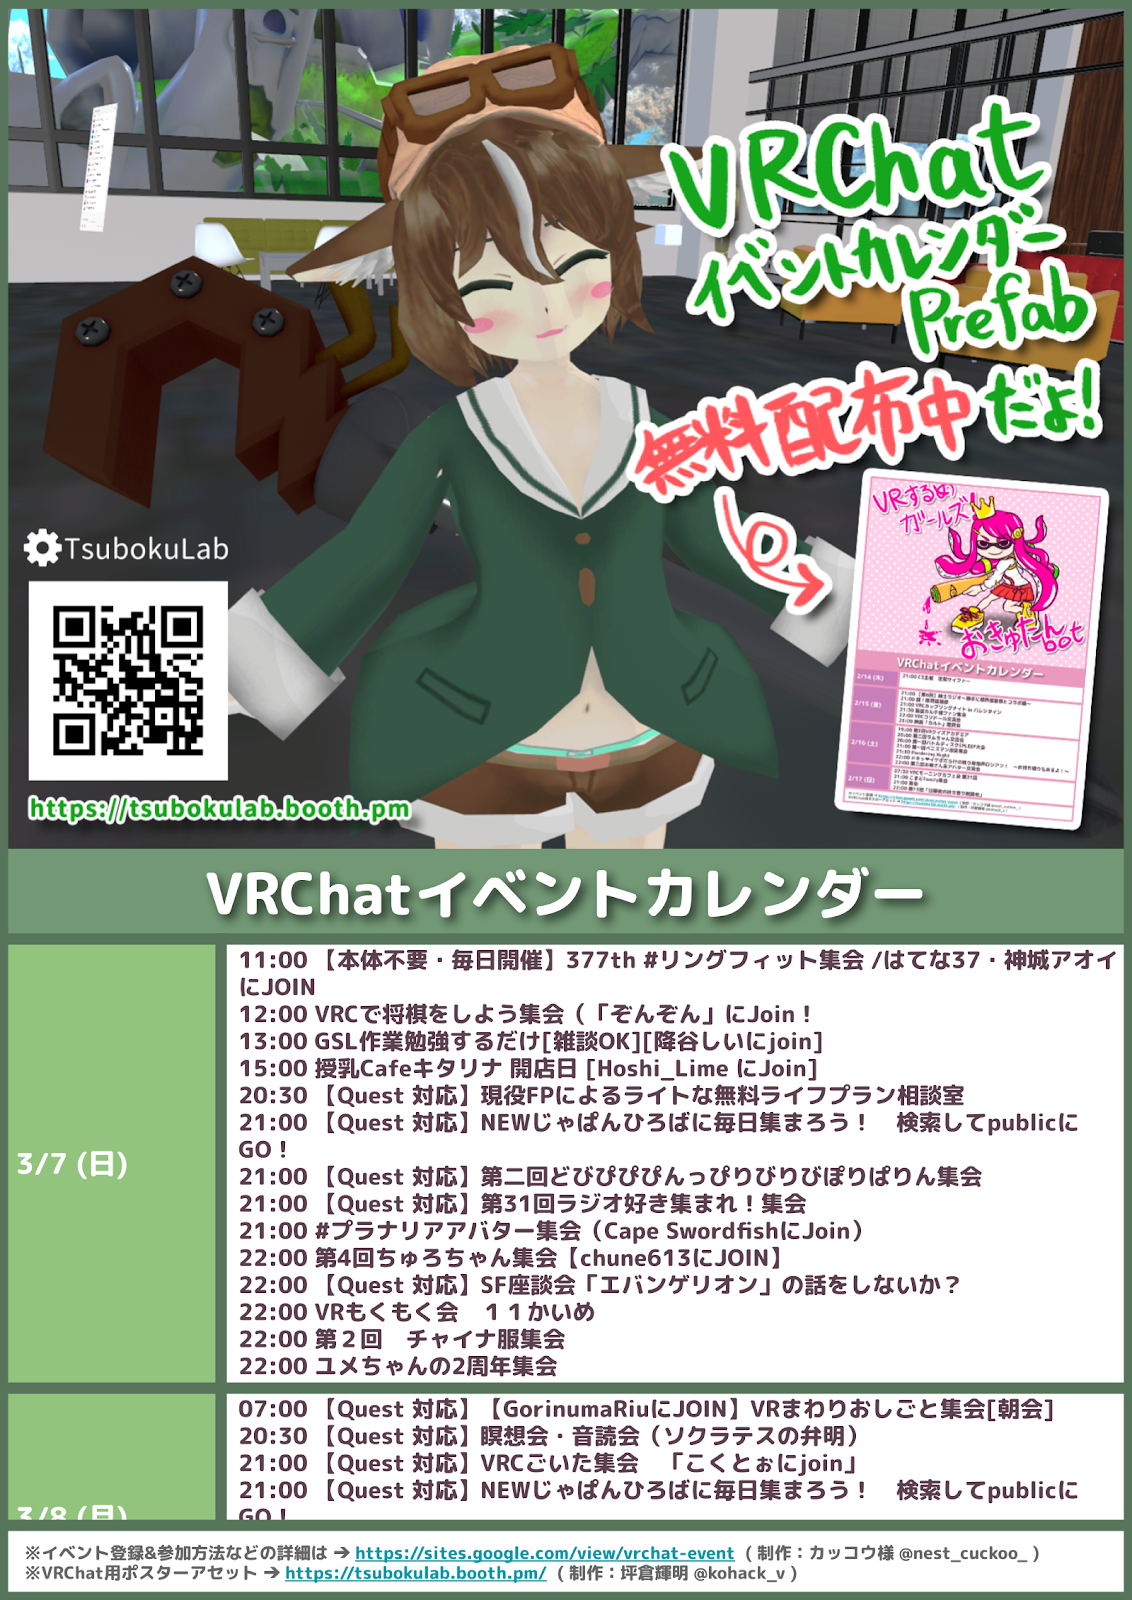 VRChat
イベントカレンダー
Prefab
無料配布中だよ!
VRするめ
ガールズ
おきゅたんbot
VRChatイベントカレンダー
2/14 (木)
2/15 (金)
2/16 (土)
2/17 (日)
TsubokuLab
https://tsubokulab.booth.pm
VRChatイベントカレンダー
3/7 (日)
11:00 【本体不要・毎日開催】377th #リングフィット集会 /はてな37・神城アオイ
にJOIN
12:00 VRCで将棋をしよう集会（「ぞんぞん」にJoin！
13:00 GSL作業勉強するだけ[雑談OK][降谷しいにjoin]
15:00 授乳Cafeキタリナ 開店日 [Hoshi_Lime にJoin]
20:30 【Quest 対応】現役FPによるライトな無料ライフプラン相談室
21:00 【Quest 対応】NEWじゃぱんひろばに毎日集まろう！　検索してpublicに
GO！
21:00 【Quest 対応】第二回どびぴぴぴんっぴりびりびぽりぱりん集会
21:00 【Quest 対応】第31回ラジオ好き集まれ！集会
21:00 #プラナリアアバター集会（Cape SwordfishにJoin）
22:00 第4回ちゅろちゃん集会【chune613にJOIN】
22:00 【Quest 対応】SF座談会「エバンゲリオン」の話をしないか？
22:00 VRもくもく会　１１かいめ
22:00 第２回　チャイナ服集会
22:00 ユメちゃんの2周年集会
3/8 (月)
07:00 【Quest 対応】【GorinumaRiuにJOIN】VRまわりおしごと集会[朝会]
20:30 【Quest 対応】瞑想会・音読会（ソクラテスの弁明）
21:00 【Quest 対応】VRCごいた集会　「こくとぉにjoin」
21:00 【Quest 対応】NEWじゃぱんひろばに毎日集まろう！　検索してpublicに
GO！
※イベント登録&参加方法などの詳細は → https://sites.google.com/view/vrchat-event （制作：カッコウ様 @nest_cuckoo_ ）
※VRChat用ポスターアセット → https://tsubokulab.booth.pm/ （制作：坪倉輝明 @kohack_v ）